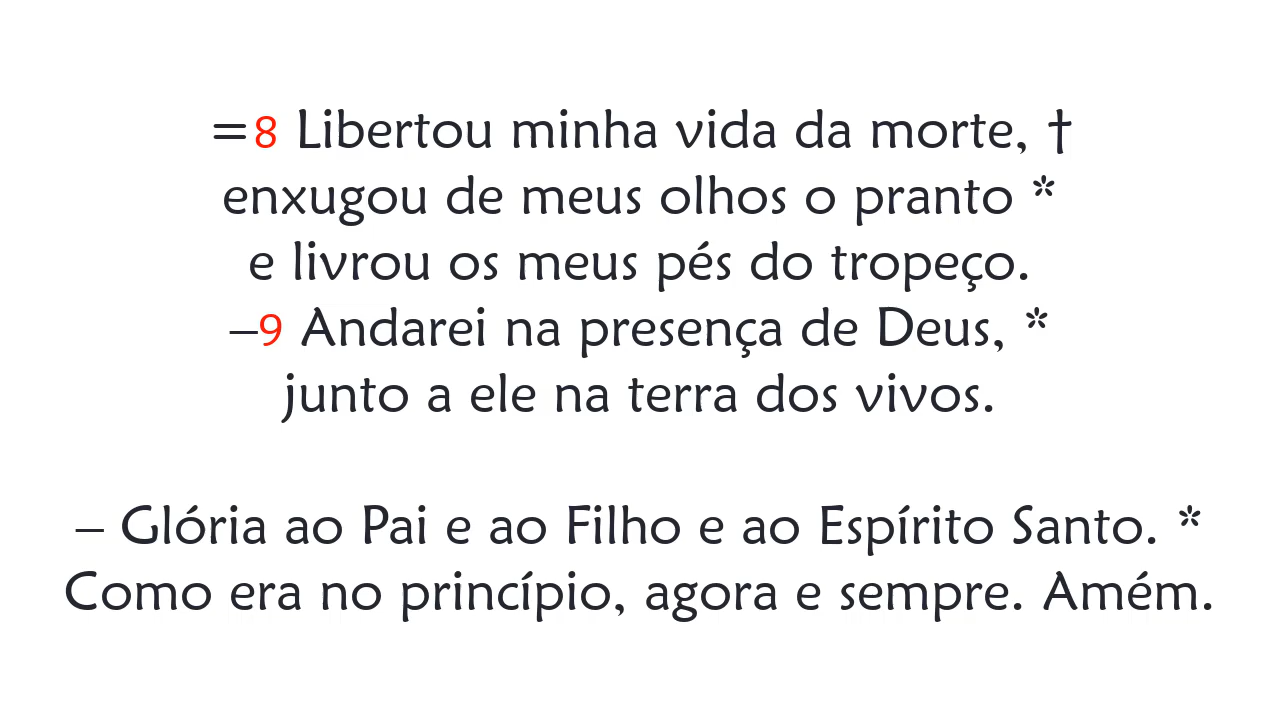 =8 Libertou minha vida da morte, †
enxugou de meus olhos o pranto *
e livrou os meus pés do tropeço.
–9 Andarei na presença de Deus, *
junto a ele na terra dos vivos.
– Glória ao Pai e ao Filho e ao Espírito Santo. *
Como era no princípio, agora e sempre. Amém.